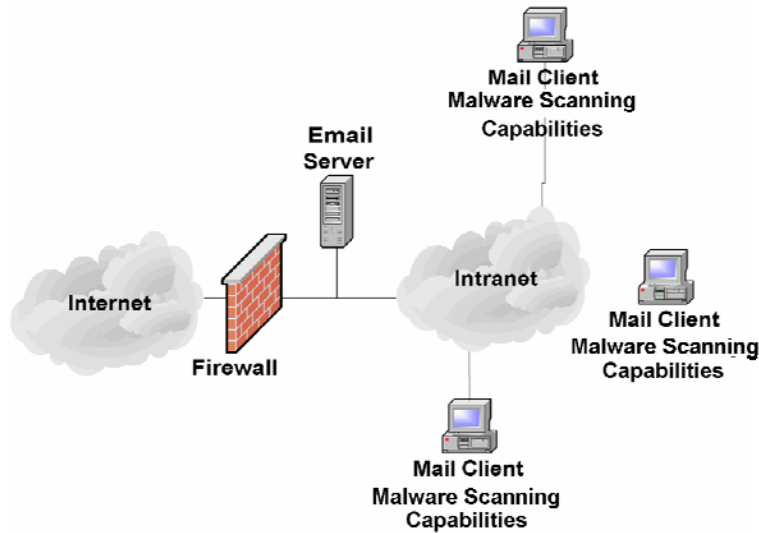 Mail Client
Malware Scanning
Capabilities
Email
Server
Internet
Firewall
Intranet
Mail Client
Malware Scanning
Capabilities
Mail Client
Malware Scanning
Capabilities